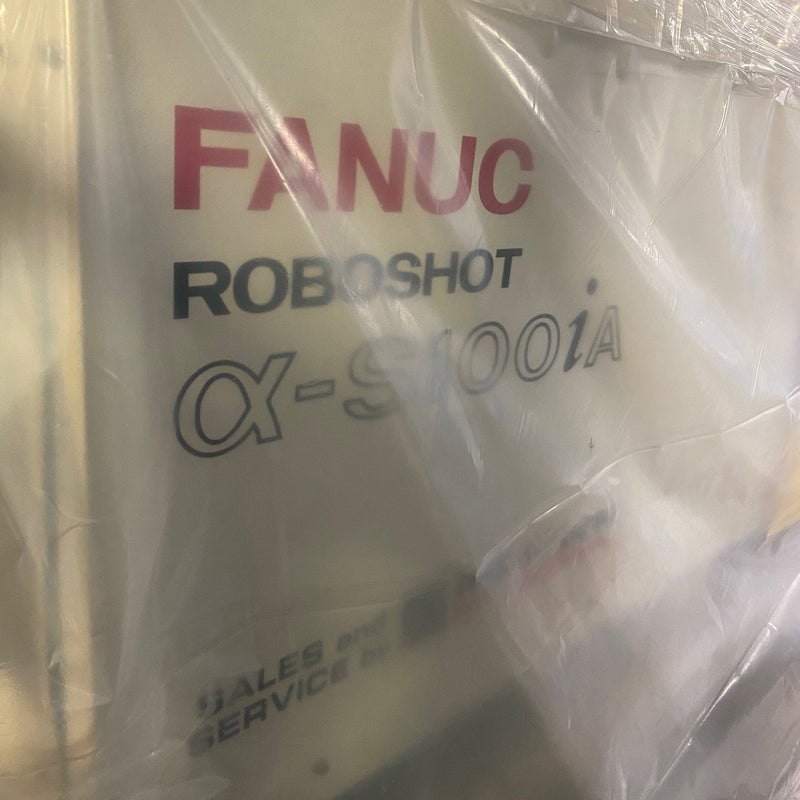 FANUC
ROBOSHOT
α-S100iA
SALES and
SERVICE by